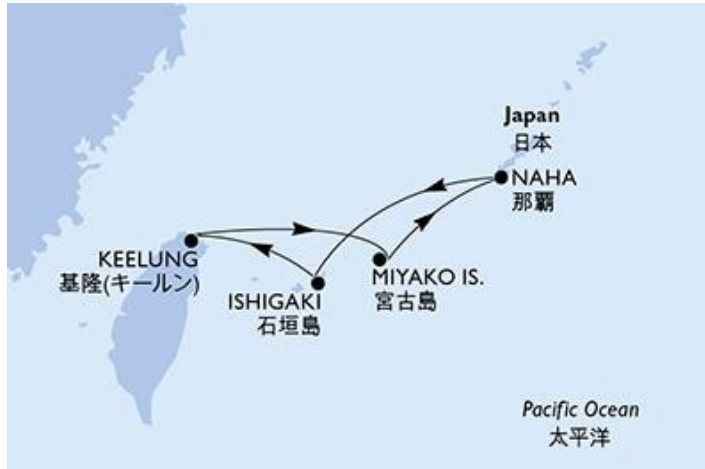 Japan
日本
NAHA
那覇
KEELUNG
基隆(キールン)
MIYAKO IS.
宮古島
ISHIGAKI
石垣島
Pacific Ocean
太平洋